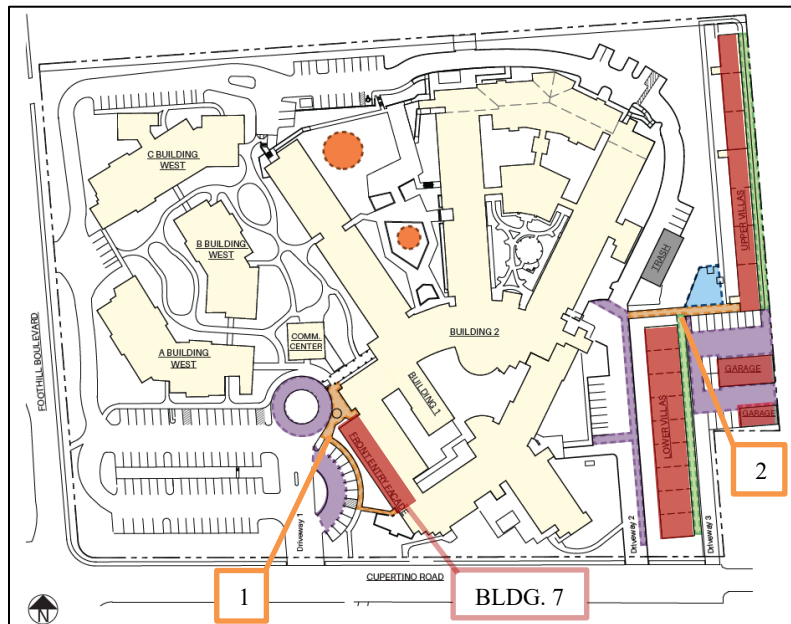 C BUILDING
WEST
B BUILDING
WEST
A BUILDING
WEST
COMM.
CENTER
BUILDING 2
BUILDING 1
FRONT ENTRY FACADE
TRASH
UPPER VILLAS
LOWER VILLAS
GARAGE
GARAGE
FOOTHILL BOULEVARD
Driveway 1
Driveway 2
Driveway 3
CUPERTINO ROAD
1
BLDG. 7
2
N